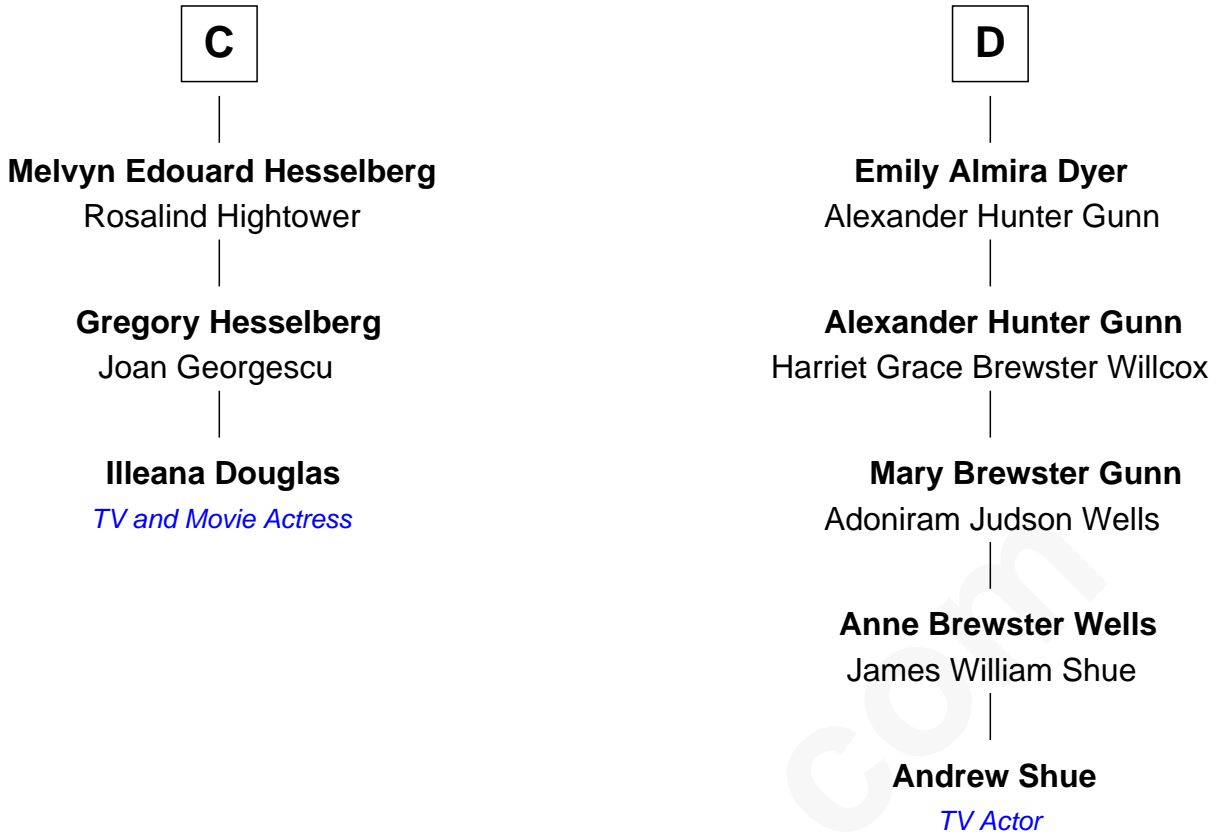 C
Melvyn Edouard Hesselberg
Rosalind Hightower
Gregory Hesselberg
Joan Georgescu
Illeana Douglas
TV and Movie Actress
D
Emily Almira Dyer
Alexander Hunter Gunn
Alexander Hunter Gunn
Harriet Grace Brewster Willcox
Mary Brewster Gunn
Adoniram Judson Wells
Anne Brewster Wells
James William Shue
Andrew Shue
TV Actor
com